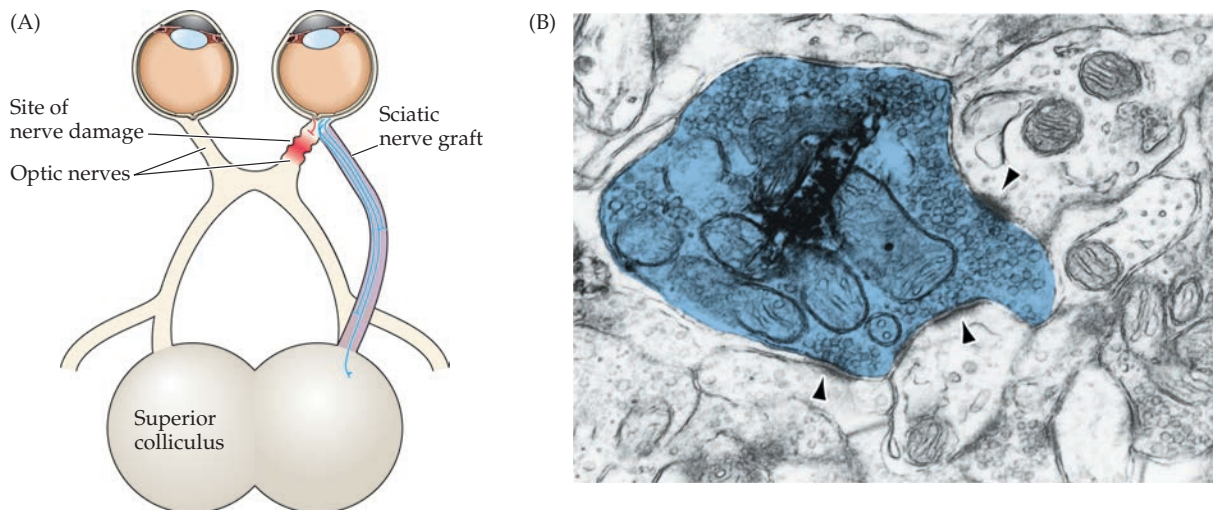 (A)
Site of
nerve damage
Optic nerves
Sciatic
nerve graft
Superior
colliculus
(B)